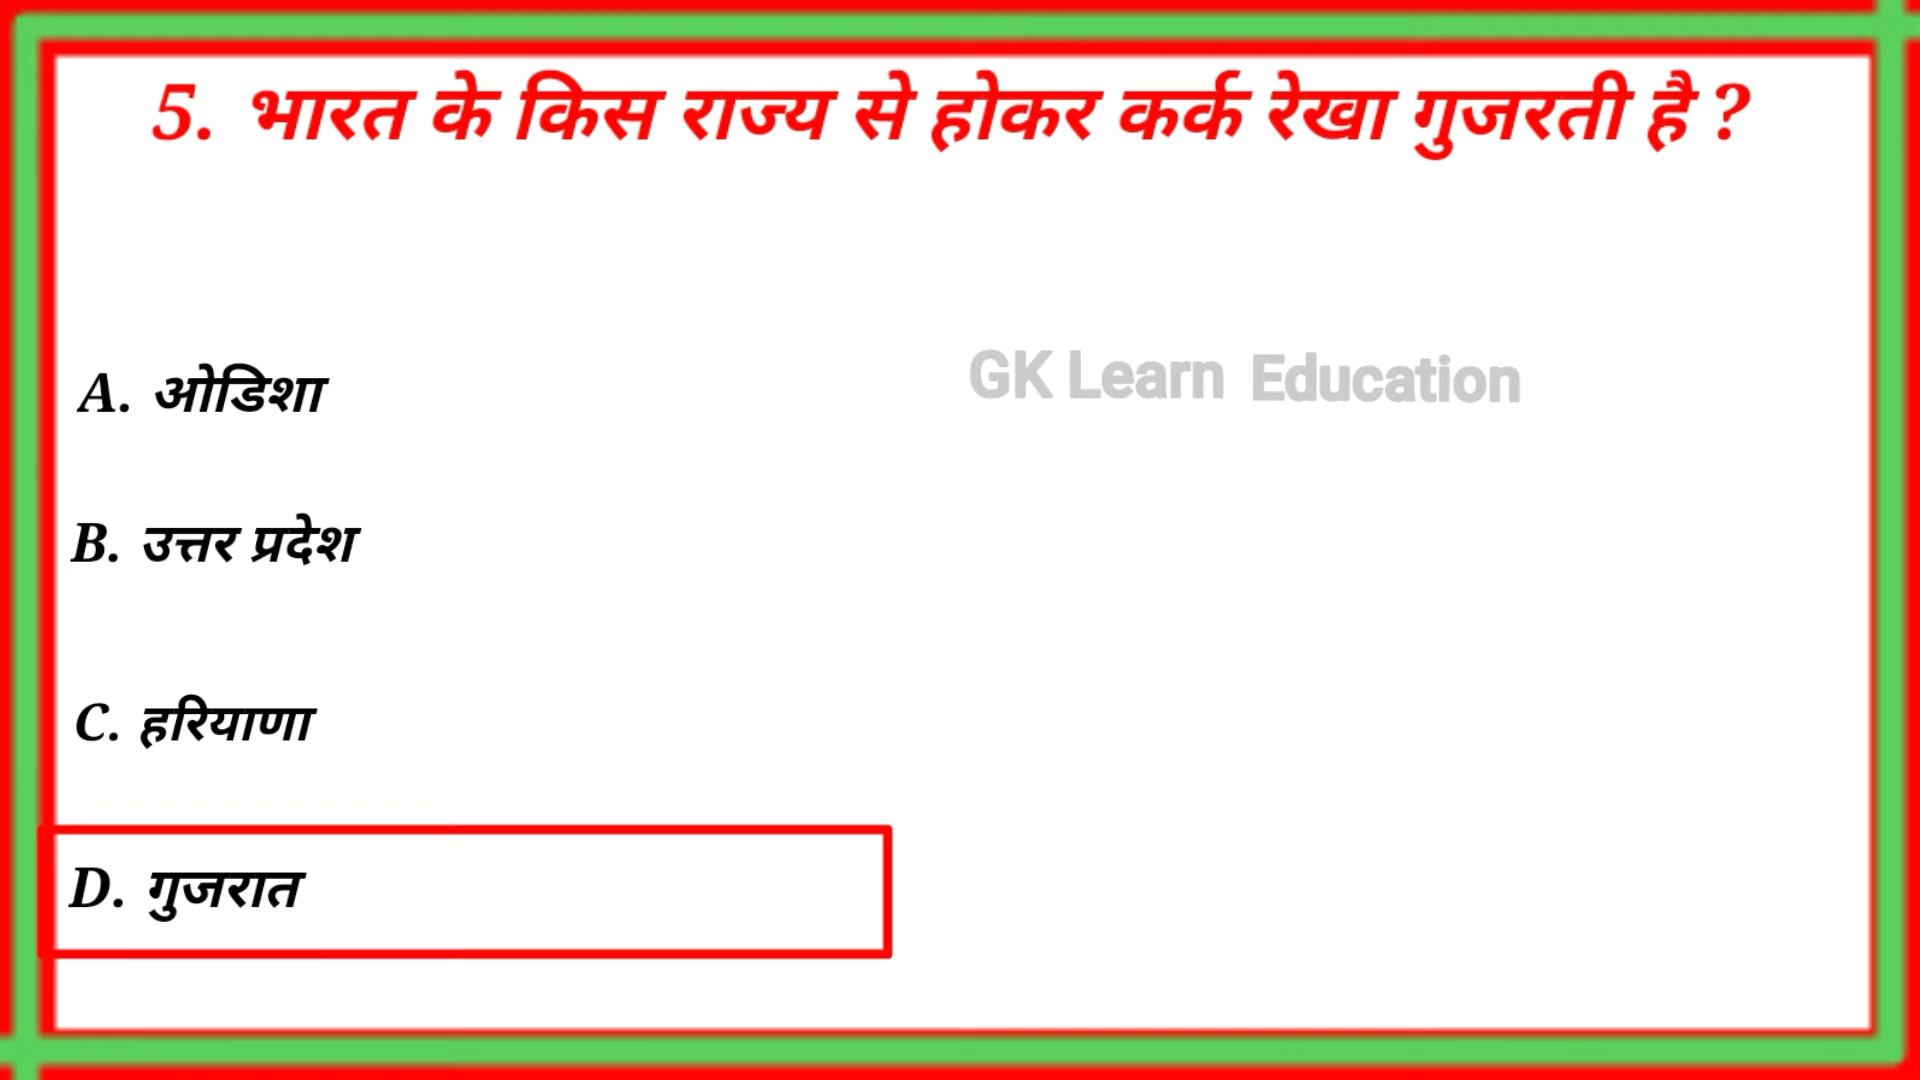 5. भारत के किस राज्य से होकर कर्क रेखा गुजरती है ?
GK Learn Education
A. ओडिशा
B. उत्तर प्रदेश
C. हरियाणा
D. गुजरात